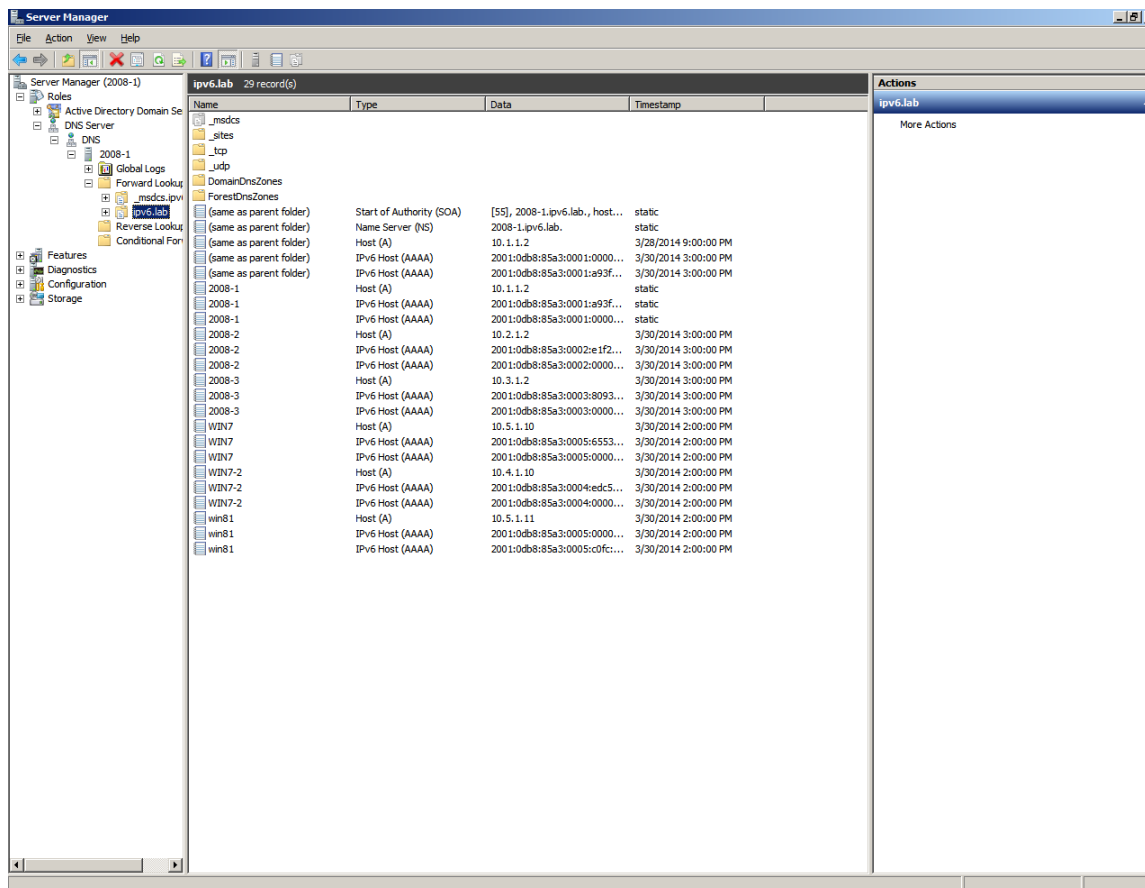 Server Manager
File Action View Help
Server Manager (2008-1)
Roles
Active Directory Domain Se
DNS Server
DNS
2008-1
Global Logs
Forward Lookup
_msdcs.ipv
ipv6.lab
Reverse Lookup
Conditional For
Features
Diagnostics
Configuration
Storage
ipv6.lab 29 record(s)
Name Type Data Timestamp
_msdcs
_sites
_tcp
_udp
DomainDnsZones
ForestDnsZones
(same as parent folder) Start of Authority (SOA) [55], 2008-1.ipv6.lab., host... static
(same as parent folder) Name Server (NS) 2008-1.ipv6.lab. static
(same as parent folder) Host (A) 10.1.1.2 3/28/2014 9:00:00 PM
(same as parent folder) IPv6 Host (AAAA) 2001:0db8:85a3:0001:0000... 3/30/2014 3:00:00 PM
(same as parent folder) IPv6 Host (AAAA) 2001:0db8:85a3:0001:a93f... 3/30/2014 3:00:00 PM
2008-1 Host (A) 10.1.1.2 static
2008-1 IPv6 Host (AAAA) 2001:0db8:85a3:0001:a93f... static
2008-1 IPv6 Host (AAAA) 2001:0db8:85a3:0001:0000... static
2008-2 Host (A) 10.2.1.2 3/30/2014 3:00:00 PM
2008-2 IPv6 Host (AAAA) 2001:0db8:85a3:0002:e1f2... 3/30/2014 3:00:00 PM
2008-2 IPv6 Host (AAAA) 2001:0db8:85a3:0002:0000... 3/30/2014 3:00:00 PM
2008-3 Host (A) 10.3.1.2 3/30/2014 3:00:00 PM
2008-3 IPv6 Host (AAAA) 2001:0db8:85a3:0003:8093... 3/30/2014 3:00:00 PM
2008-3 IPv6 Host (AAAA) 2001:0db8:85a3:0003:0000... 3/30/2014 3:00:00 PM
WIN7 Host (A) 10.5.1.10 3/30/2014 2:00:00 PM
WIN7 IPv6 Host (AAAA) 2001:0db8:85a3:0005:6553... 3/30/2014 2:00:00 PM
WIN7 IPv6 Host (AAAA) 2001:0db8:85a3:0005:0000... 3/30/2014 2:00:00 PM
WIN7-2 Host (A) 10.4.1.10 3/30/2014 2:00:00 PM
WIN7-2 IPv6 Host (AAAA) 2001:0db8:85a3:0004:edc5... 3/30/2014 2:00:00 PM
WIN7-2 IPv6 Host (AAAA) 2001:0db8:85a3:0004:0000... 3/30/2014 2:00:00 PM
win81 Host (A) 10.5.1.11 3/30/2014 2:00:00 PM
win81 IPv6 Host (AAAA) 2001:0db8:85a3:0005:0000... 3/30/2014 2:00:00 PM
win81 IPv6 Host (AAAA) 2001:0db8:85a3:0005:c0fc:... 3/30/2014 2:00:00 PM
Actions
ipv6.lab
More Actions